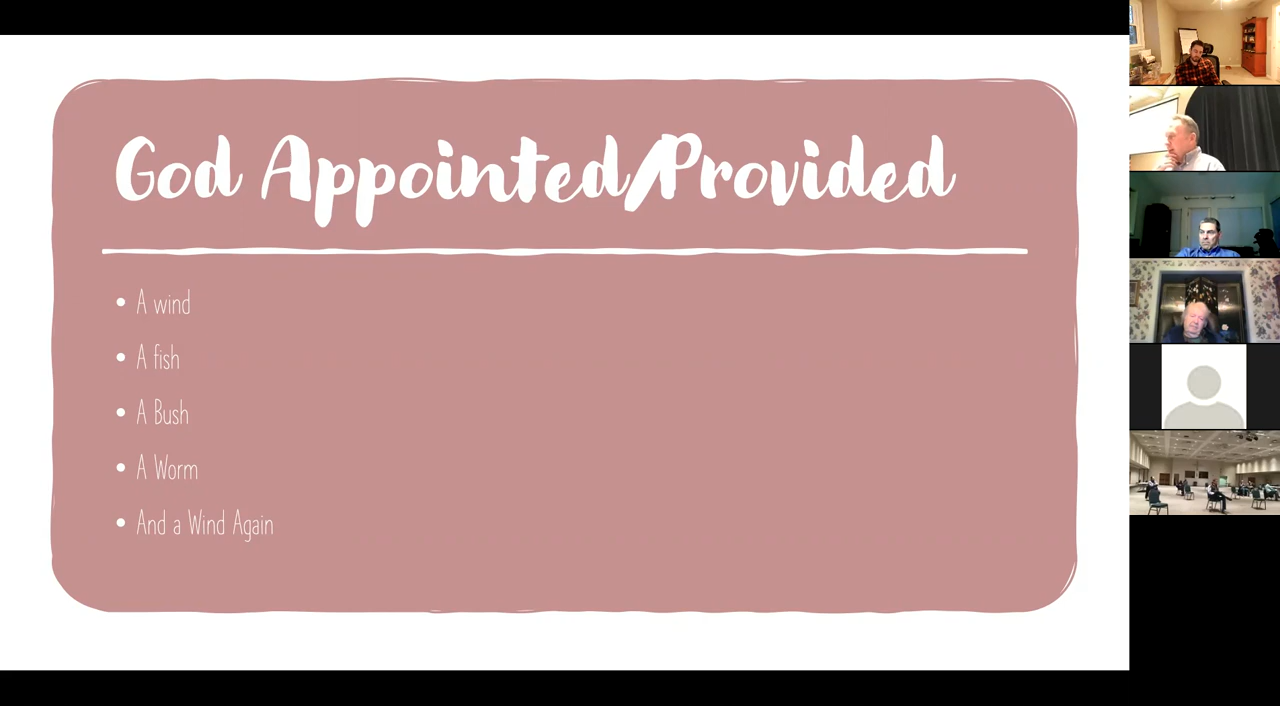 God Appointed/Provided
• A wind
• A fish
• A Bush
• A Worm
• And a Wind Again